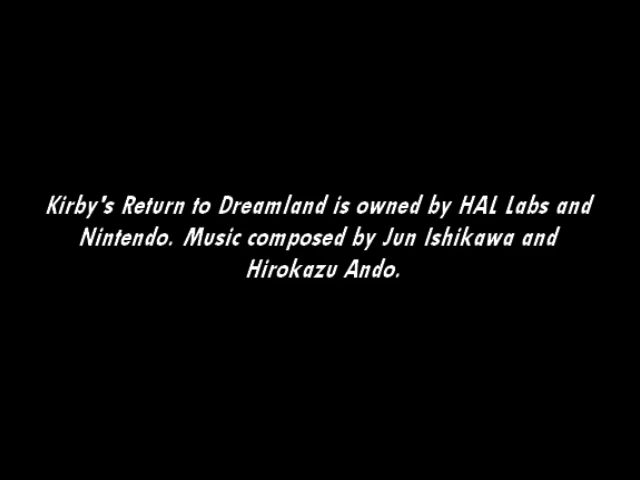 Kirby's Return to Dreamland is owned by HAL Labs and
Nintendo. Music composed by Jun Ishikawa and
Hirokazu Ando.